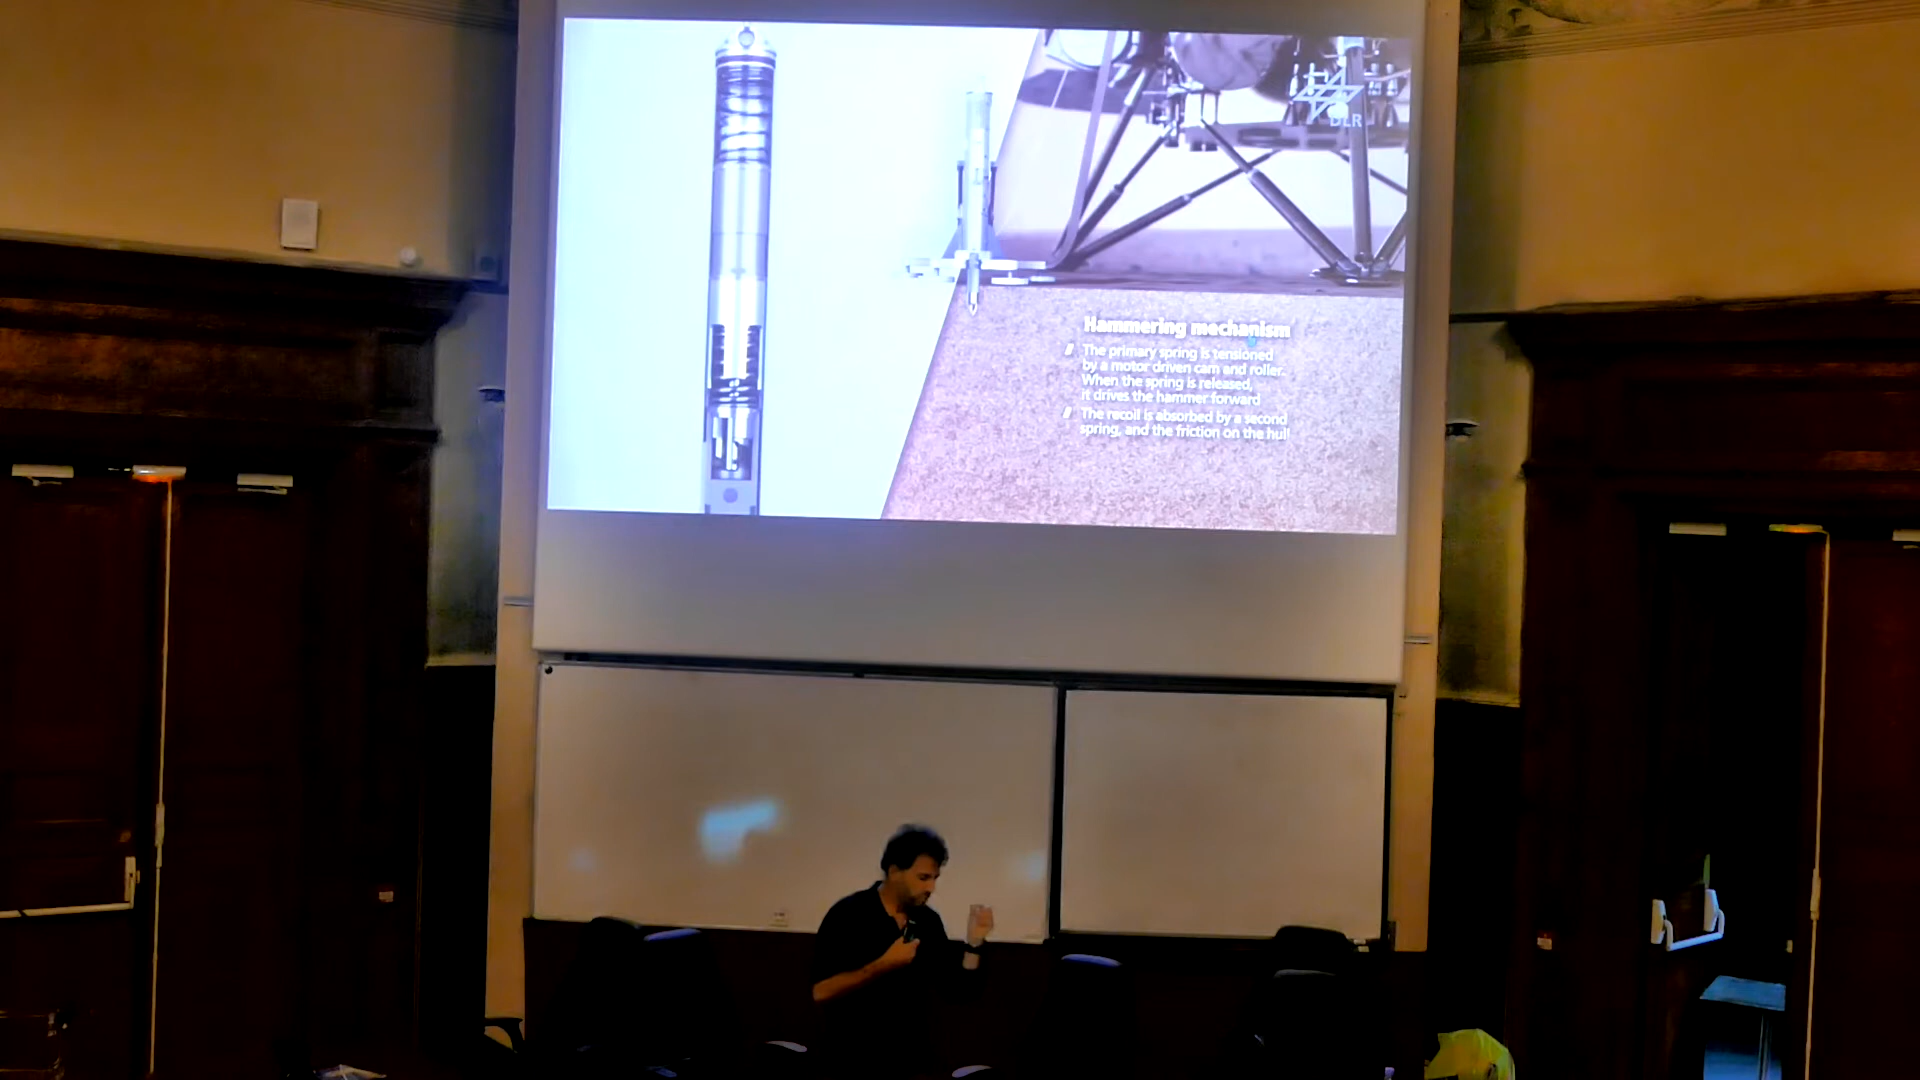 DLR
Hammering mechanism
The primary spring is tensioned
by a motor driven cam and roller.
When the spring is released,
it drives the hammer forward
The recoil is absorbed by a second
spring, and the friction on the hull